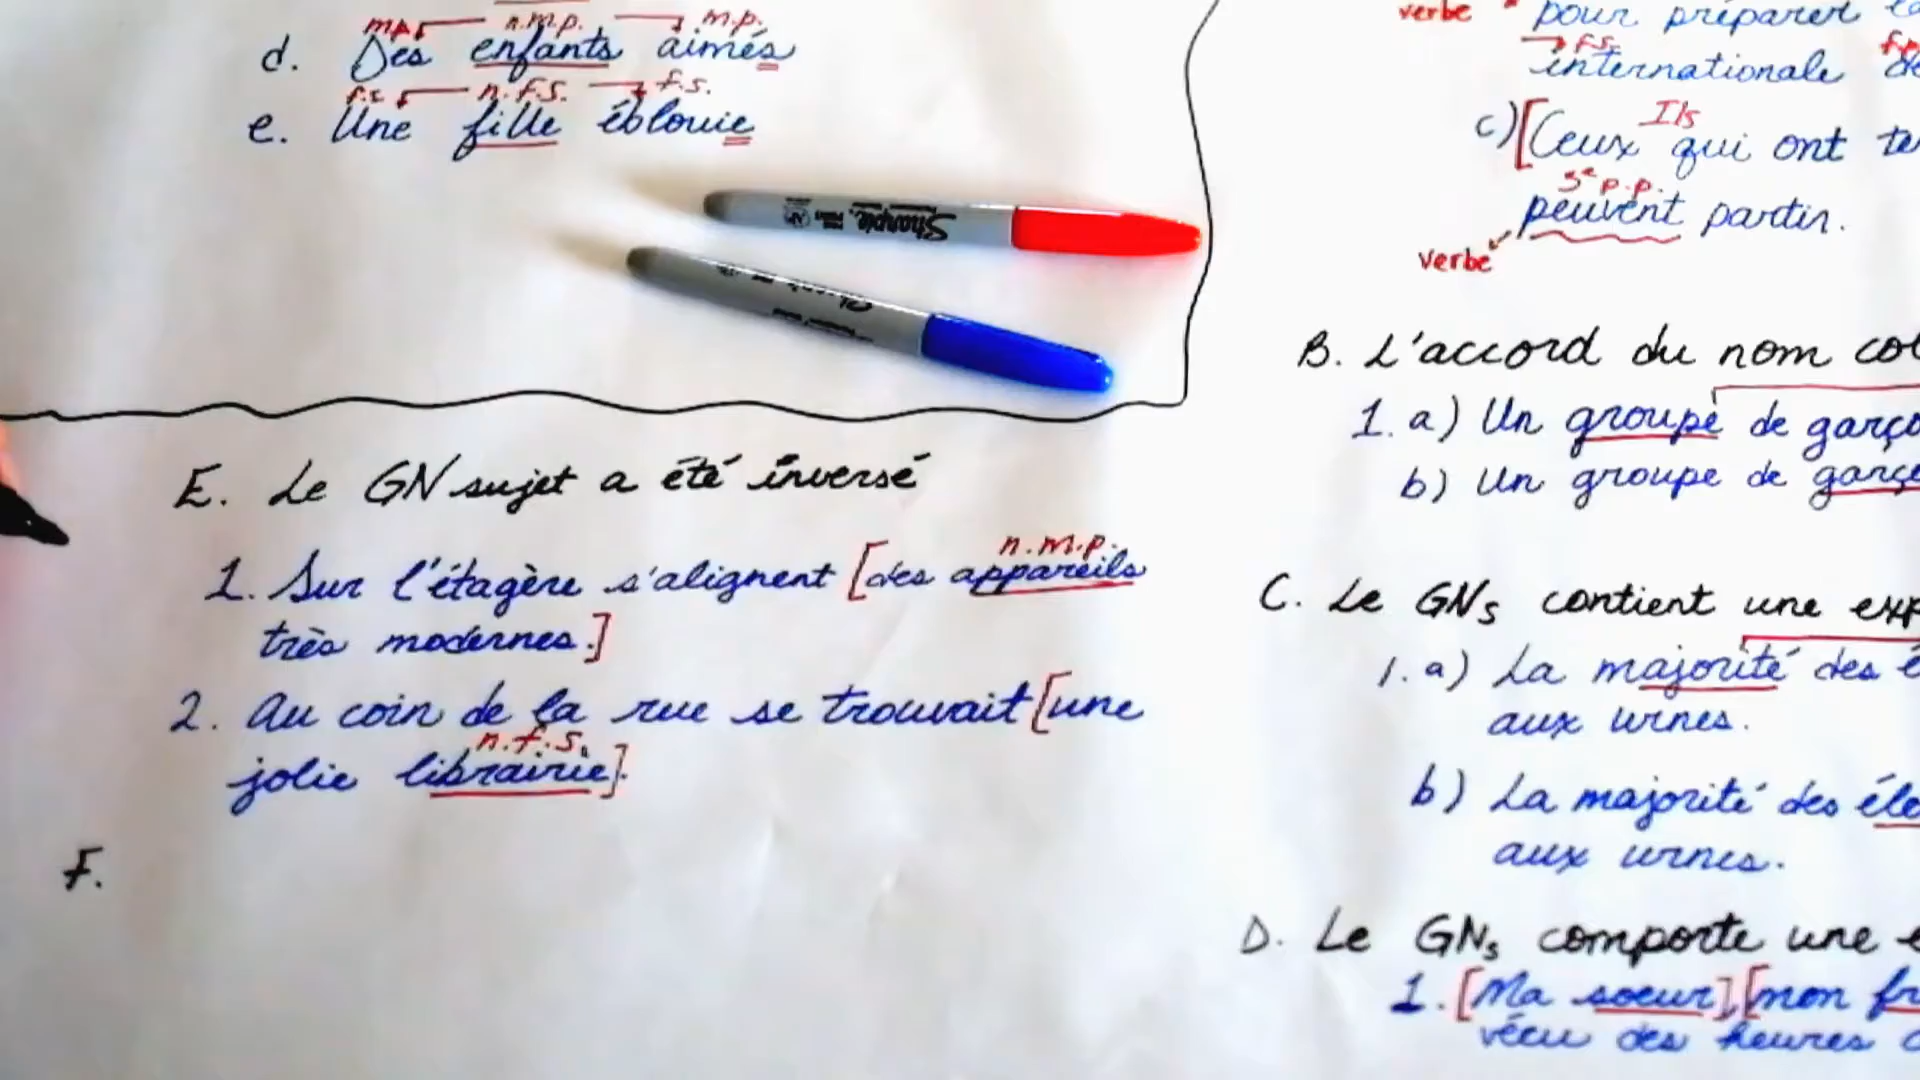 m.p. n.m.p. m.p.
d. Des enfants aimés
f.s. n.f.s. f.s.
e. Une fille éblouie
Sharpie
E. Le GN sujet a été inversé
n.m.p.
1. Sur l'étagère s'alignent [des appareils
très modernes.]
2. Au coin de la rue se trouvait [une
n.f.s.
jolie librairie].
F.
verbe pour préparer
f.s.
internationale
Ils
c) [Ceux qui ont
3e p.p.
peuvent partir.
verbe
B. L'accord du nom
1. a) Un groupe de
b) Un groupe de
C. Le GNs contient une
1. a) La majorité des
aux urnes.
b) La majorité des
aux urnes.
D. Le GNs comporte une
1. [Ma soeur], [mon
vécu des heures